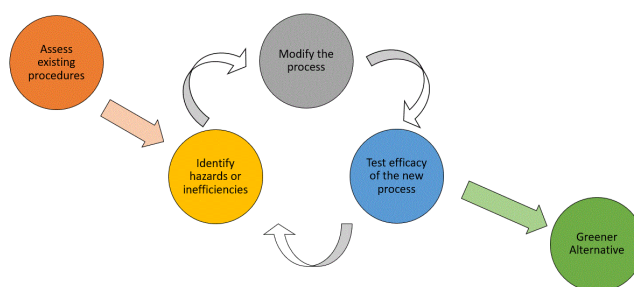 Assess
existing
procedures
Modify the
process
Identify
hazards or
inefficiencies
Test efficacy
of the new
process
Greener
Alternative